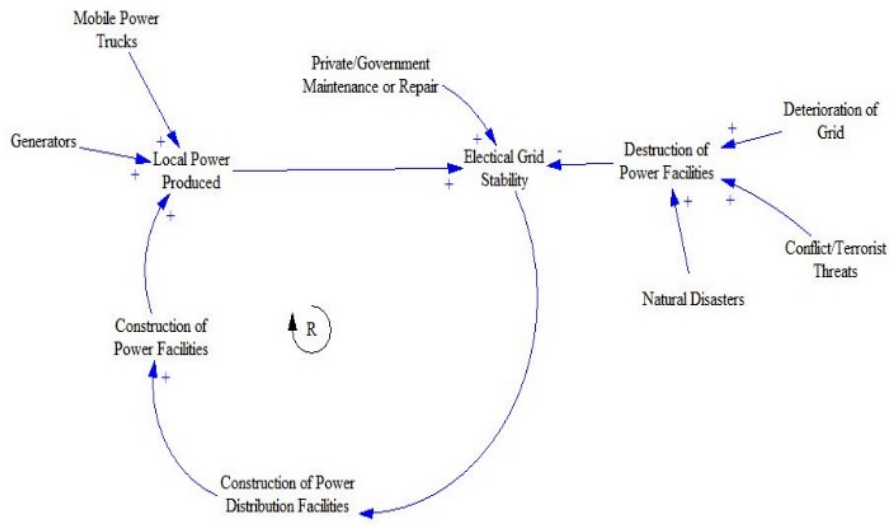 Mobile Power
Trucks
Private/Government
Maintenance or Repair
Deterioration of
Grid
Generators
+
+
Local Power
Produced
+
+
+
Electical Grid
Stability
-
Destruction of
Power Facilities
+
+
+
Conflict/Terrorist
Threats
Natural Disasters
Construction of
Power Facilities
+
R
Construction of Power
Distribution Facilities
+